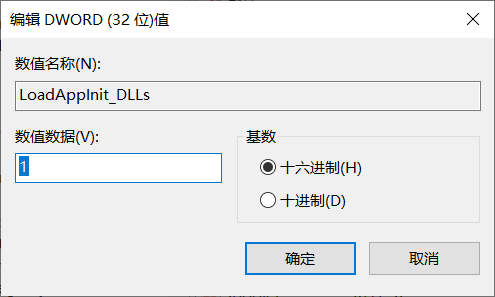 编辑 DWORD (32 位)值
数值名称(N):
LoadAppInit_DLLs
数值数据(V):
1
基数
十六进制(H)
十进制(D)
确定
取消